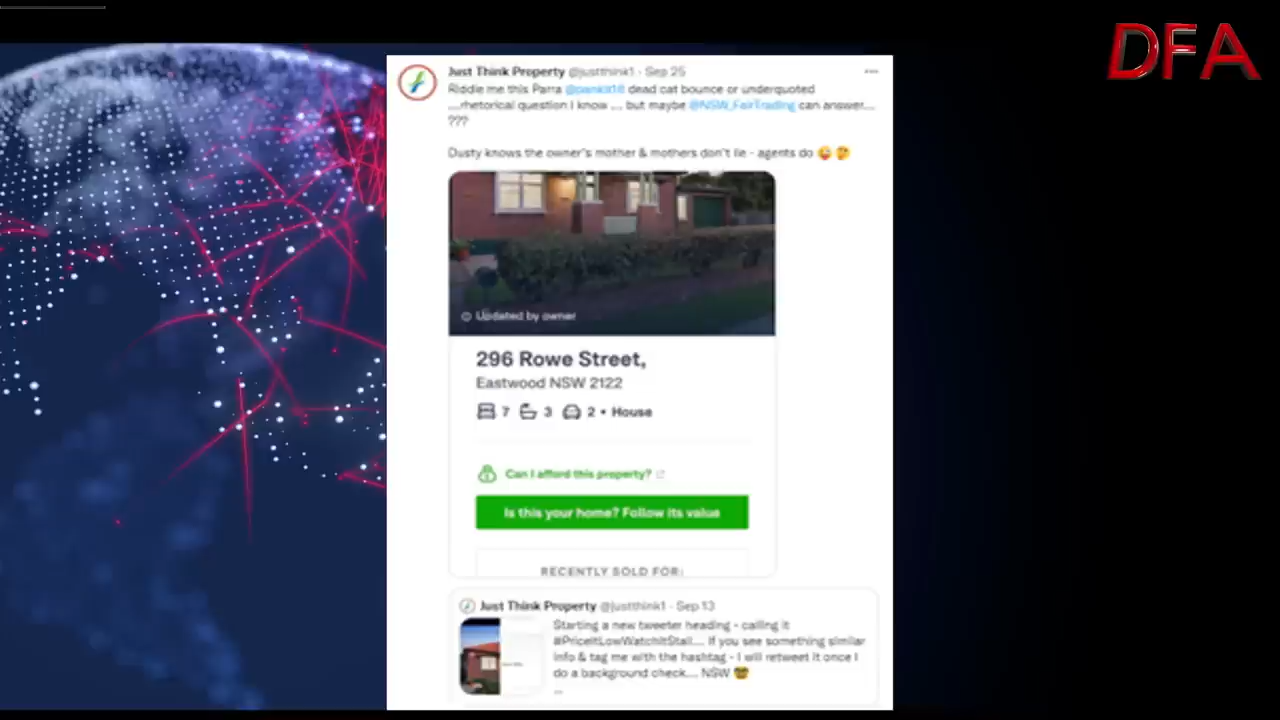 DFA
Just Think Property @justthink1 · Sep 25
Riddle me this Parra dead cat bounce or underquoted
....rhetorical question I know .... but maybe @NSW_FairTrading can answer....
???
Dusty knows the owner's mother & mothers don't lie - agents do 😜 🤔
Updated by owner
296 Rowe Street,
Eastwood NSW 2122
7 3 2 • House
Can I afford this property?
Is this your home? Follow its value
RECENTLY SOLD FOR:
Just Think Property @justthink1 · Sep 13
Starting a new tweeter heading - calling it
#PriceItLowWatchItStall.... If you see something similar
info & tag me with the hashtag - I will retweet it once I
do a background check.... NSW 🤓
...